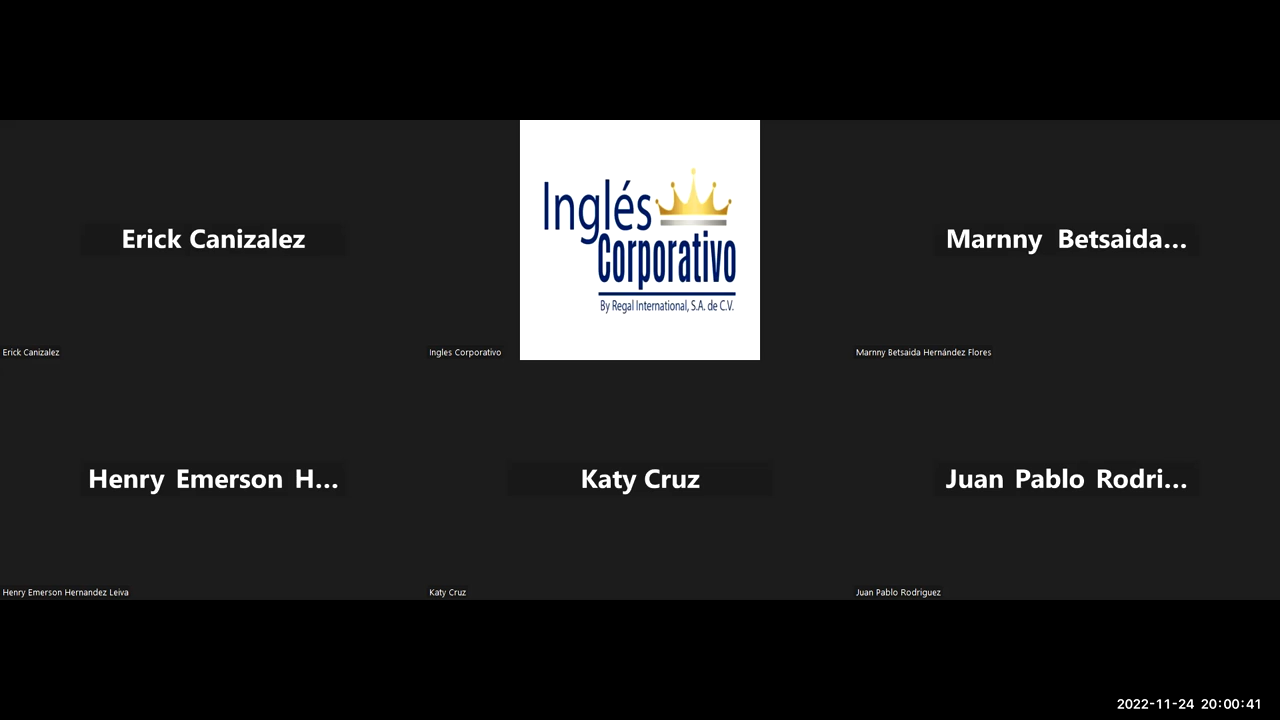 Erick Canizalez
Inglés
Corporativo
By Regal International, S.A. de C.V.
Marnny Betsaida...
Erick Canizalez
Ingles Corporativo
Marnny Betsaida Hernández Flores
Henry Emerson H...
Katy Cruz
Juan Pablo Rodri...
Henry Emerson Hernandez Leiva
Katy Cruz
Juan Pablo Rodriguez
2022-11-24 20:00:41